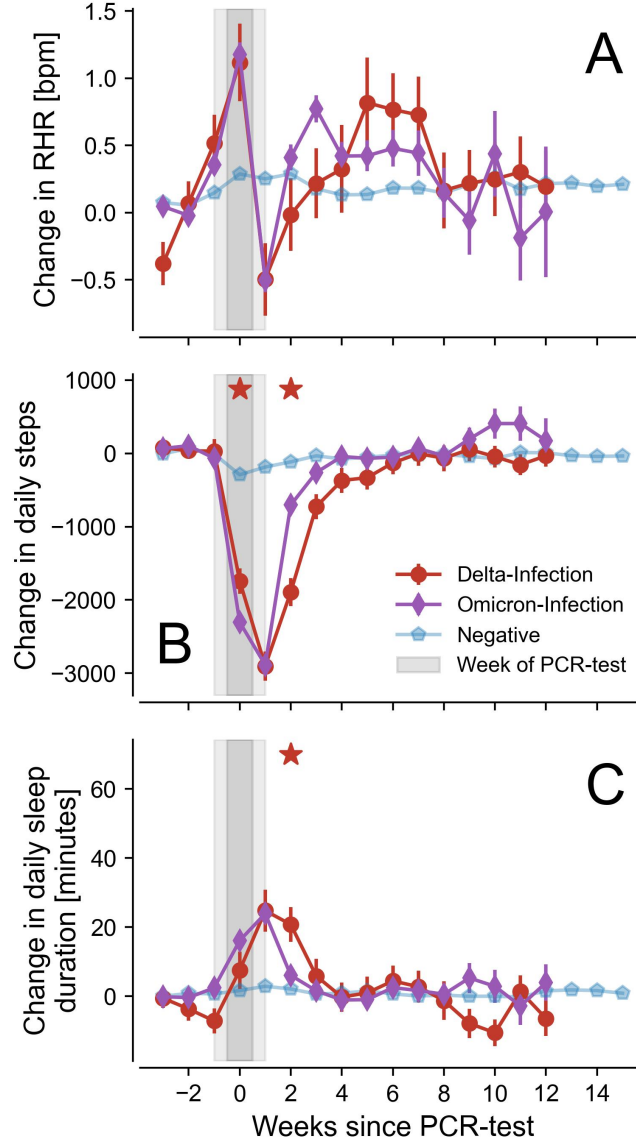 A
Change in RHR [bpm]
1.5
1.0
0.5
0.0
−0.5
B
Change in daily steps
1000
0
−1000
−2000
−3000
Delta-Infection
Omicron-Infection
Negative
Week of PCR-test
C
Change in daily sleep
duration [minutes]
60
40
20
0
−2 0 2 4 6 8 10 12 14
Weeks since PCR-test